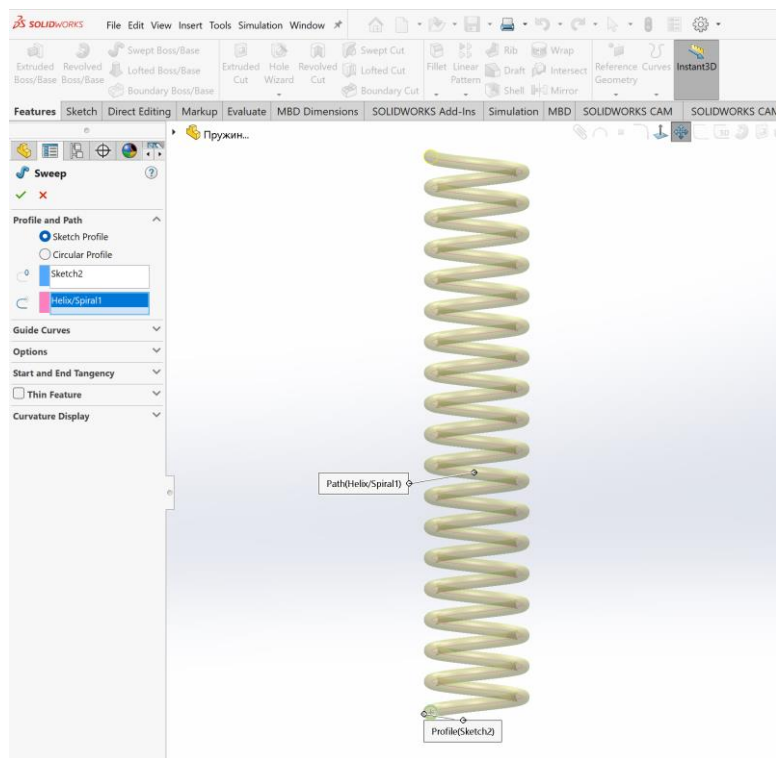 SOLIDWORKS File Edit View Insert Tools Simulation Window
Extruded Boss/Base
Revolved Boss/Base
Swept Boss/Base
Lofted Boss/Base
Boundary Boss/Base
Extruded Cut
Hole Wizard
Revolved Cut
Swept Cut
Lofted Cut
Boundary Cut
Fillet
Linear Pattern
Rib
Draft
Shell
Wrap
Intersect
Mirror
Reference Geometry
Curves
Instant3D
Features Sketch Direct Editing Markup Evaluate MBD Dimensions SOLIDWORKS Add-Ins Simulation MBD SOLIDWORKS CAM SOLIDWORKS CAM
Пружин...
Sweep
Profile and Path
Sketch Profile
Circular Profile
Sketch2
Helix/Spiral1
Guide Curves
Options
Start and End Tangency
Thin Feature
Curvature Display
Path(Helix/Spiral1)
Profile(Sketch2)